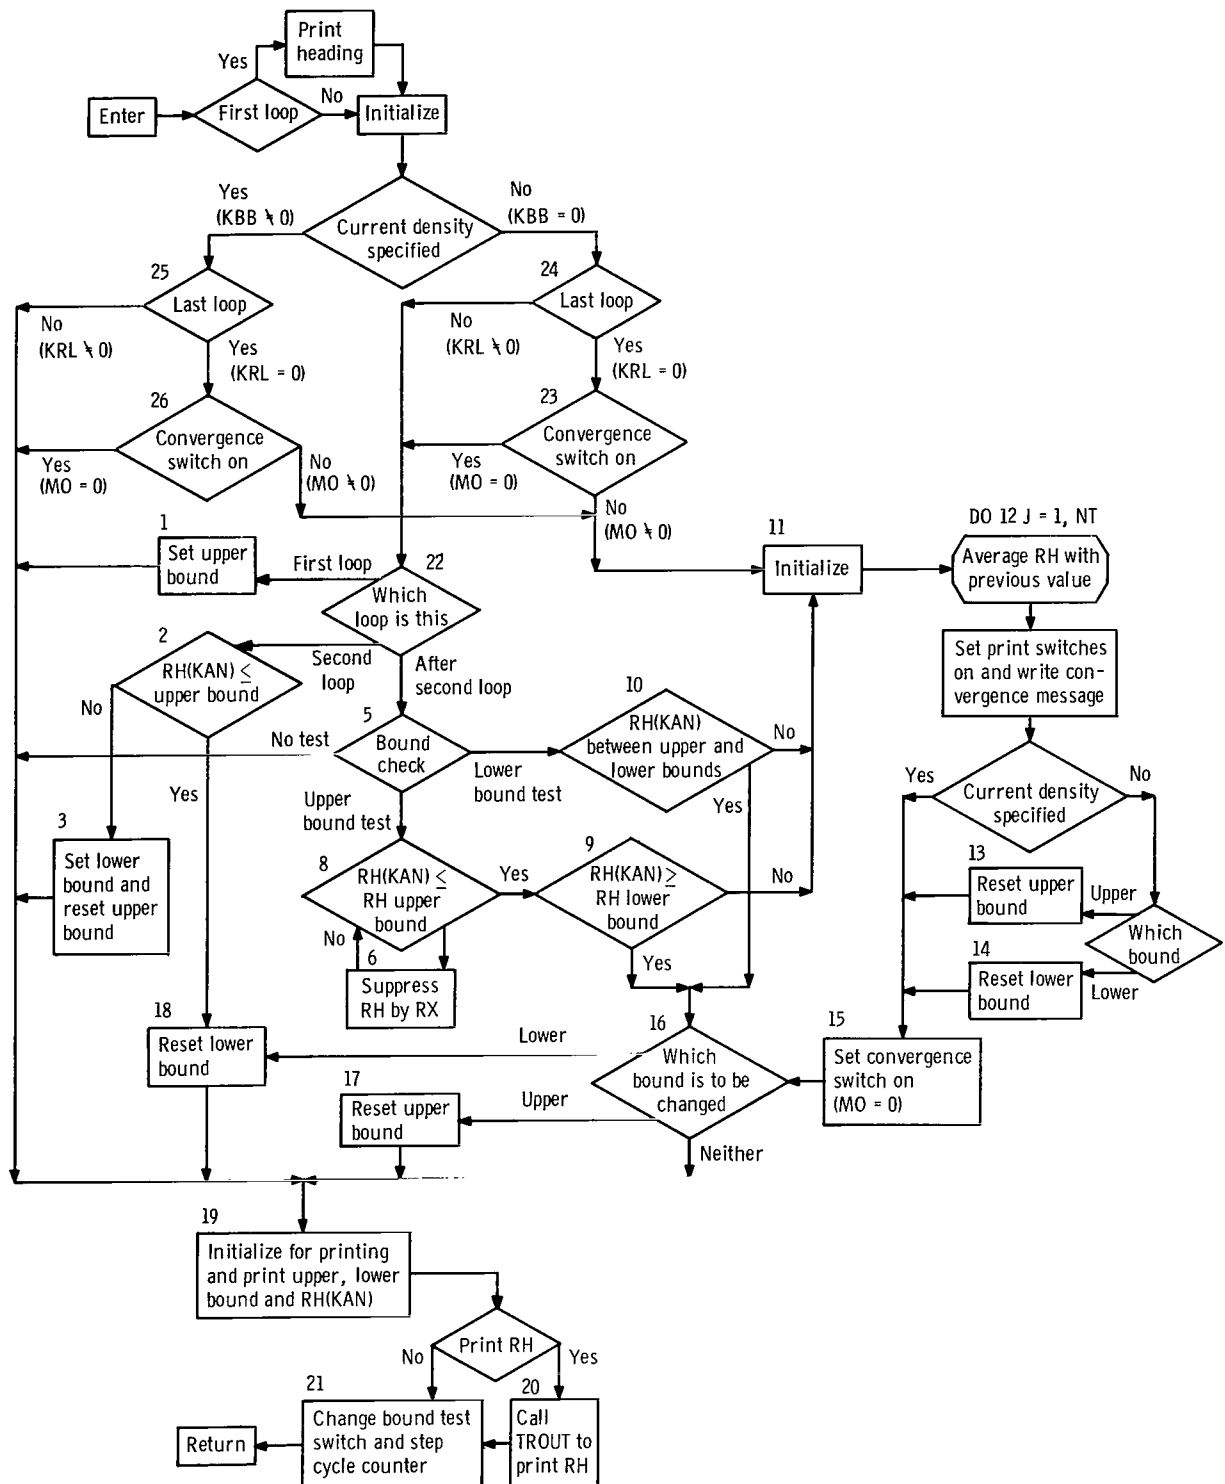 Print
heading
Yes
No
Enter
First loop
Initialize
Yes
(KBB ≠ 0)
No
(KBB = 0)
Current density
specified
25
24
Last loop
Last loop
No
(KRL ≠ 0)
Yes
(KRL = 0)
No
(KRL ≠ 0)
Yes
(KRL = 0)
26
23
Convergence
switch on
Convergence
switch on
Yes
(MO = 0)
No
(MO ≠ 0)
Yes
(MO = 0)
No
(MO ≠ 0)
1
Set upper
bound
First loop
22
Which
loop is this
11
Initialize
DO 12 J = 1, NT
Average RH with
previous value
2
RH(KAN) ≤
upper bound
Second
loop
After
second loop
Set print switches
on and write con-
vergence message
No
Yes
No test
5
Bound
check
Lower
bound test
10
RH(KAN)
between upper and
lower bounds
No
Yes
Upper
bound test
Yes
No
Current density
specified
3
Set lower
bound and
reset upper
bound
8
RH(KAN) ≤
RH upper
bound
Yes
No
9
RH(KAN) ≥
RH lower
bound
No
Yes
13
Reset upper
bound
Upper
Which
bound
14
Reset lower
bound
Lower
6
Suppress
RH by RX
18
Reset lower
bound
Lower
16
Which
bound is to be
changed
15
Set convergence
switch on
(MO = 0)
17
Reset upper
bound
Upper
Neither
19
Initialize for printing
and print upper, lower
bound and RH(KAN)
Print RH
No
Yes
21
20
Return
Change bound test
switch and step
cycle counter
Call
TROUT to
print RH